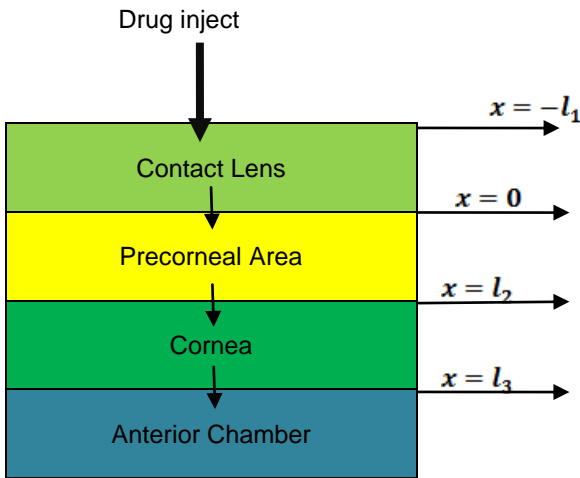 Drug inject
x = −l₁
Contact Lens
x = 0
Precorneal Area
x = l₂
Cornea
x = l₃
Anterior Chamber